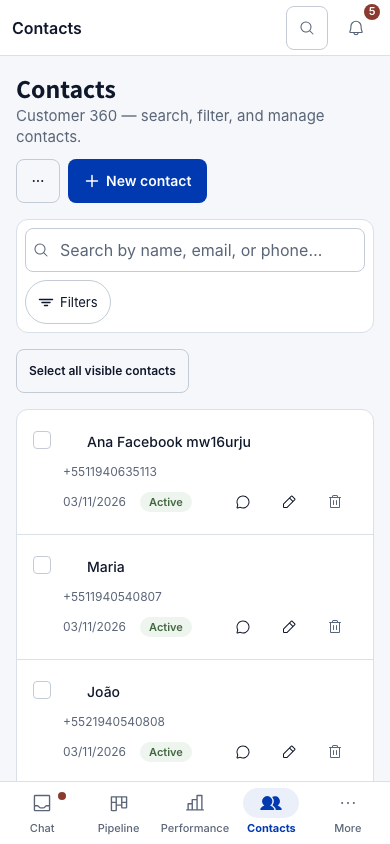 Contacts
5
Contacts
Customer 360 — search, filter, and manage
contacts.
...
New contact
Search by name, email, or phone...
Filters
Select all visible contacts
Ana Facebook mw16urju
+5511940635113
03/11/2026 Active
Maria
+5511940540807
03/11/2026 Active
João
+5521940540808
03/11/2026 Active
Chat Pipeline Performance Contacts More